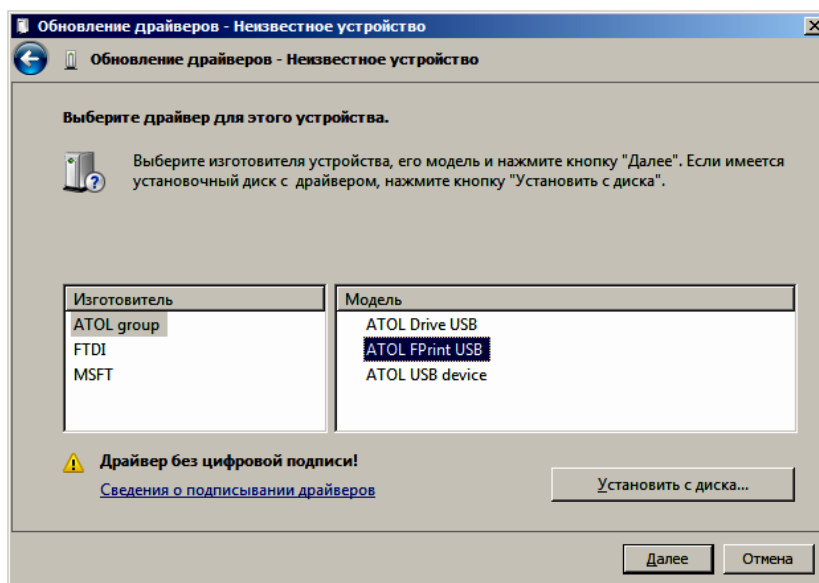 Обновление драйверов - Неизвестное устройство
Обновление драйверов - Неизвестное устройство
Выберите драйвер для этого устройства.
Выберите изготовителя устройства, его модель и нажмите кнопку "Далее". Если имеется
установочный диск с драйвером, нажмите кнопку "Установить с диска".
Изготовитель
ATOL group
FTDI
MSFT
Модель
ATOL Drive USB
ATOL FPrint USB
ATOL USB device
Драйвер без цифровой подписи!
Сведения о подписывании драйверов
Установить с диска...
Далее
Отмена